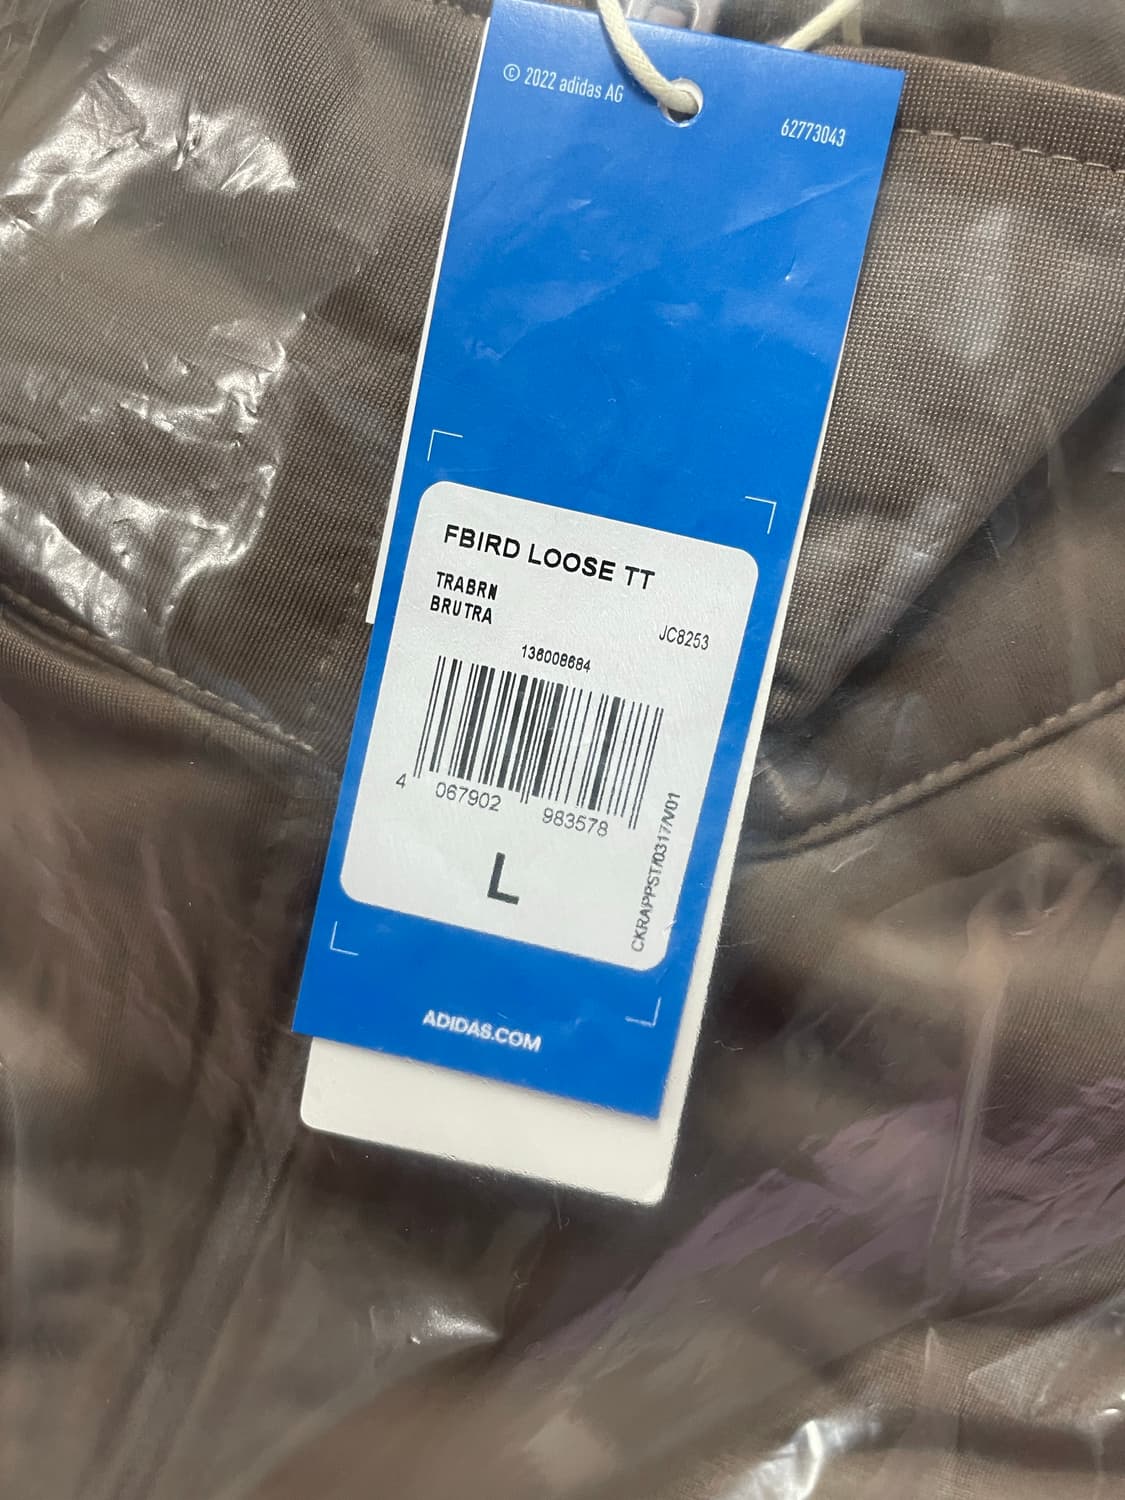 © 2022 adidas AG
62773043
FBIRD LOOSE TT
TRABRN
BRUTRA
JC8253
136008684
4 067902 983578
L
CKRAPPST/0317/V01
ADIDAS.COM